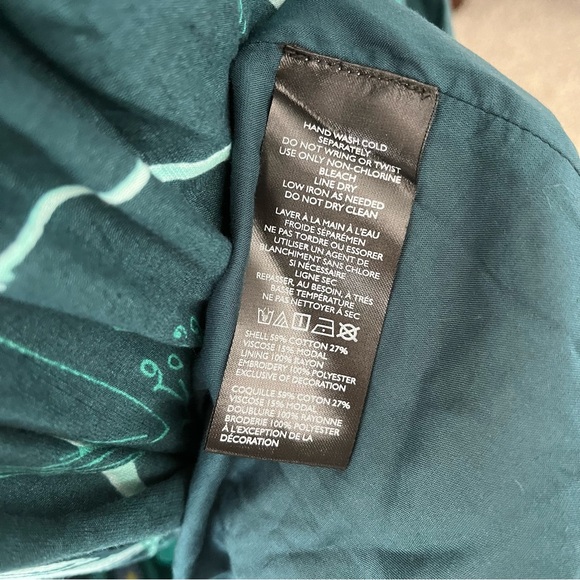 HAND WASH COLD
SEPARATELY
DO NOT WRING OR TWIST
USE ONLY NON-CHLORINE
BLEACH
LINE DRY
LOW IRON AS NEEDED
DO NOT DRY CLEAN
LAVER À LA MAIN À L'EAU
FROIDE SÉPARÉMEN
NE PAS TORDRE OU ESSORER
UTILISER UN AGENT DE
BLANCHIMENT SANS CHLORE
SI NÉCESSAIRE
LIGNE SEC
REPASSER, AU BESOIN, À TRÉS
BASSE TEMPÉRATURE
NE PAS NETTOYER À SEC
SHELL 58% COTTON 27%
VISCOSE 15% MODAL
LINING 100% RAYON
EMBROIDERY 100% POLYESTER
EXCLUSIVE OF DECORATION
COQUILLE 58% COTON 27%
VISCOSE 15% MODAL
DOUBLURE 100% RAYONNE
BRODERIE 100% POLYESTER
À L'EXCEPTION DE LA
DÉCORATION